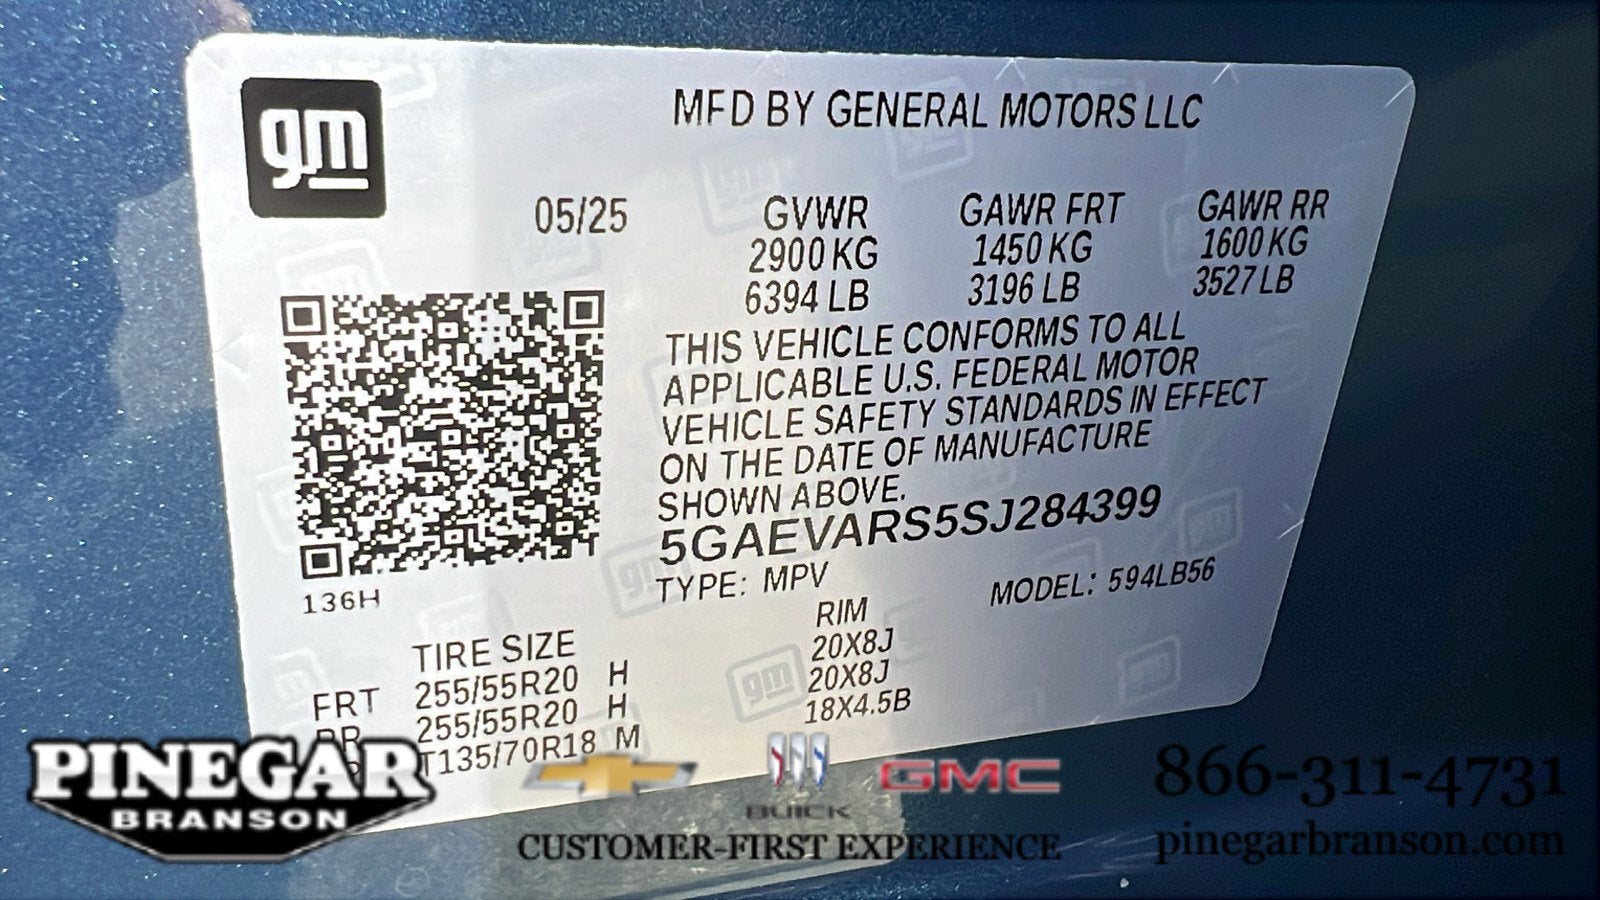 gm
MFD BY GENERAL MOTORS LLC
05/25 GVWR GAWR FRT GAWR RR
2900 KG 1450 KG 1600 KG
6394 LB 3196 LB 3527 LB
THIS VEHICLE CONFORMS TO ALL
APPLICABLE U.S. FEDERAL MOTOR
VEHICLE SAFETY STANDARDS IN EFFECT
ON THE DATE OF MANUFACTURE
SHOWN ABOVE.
5GAEVARS5SJ284399
TYPE: MPV MODEL: 594LB56
136H
TIRE SIZE RIM
FRT 255/55R20 H 20X8J
RR 255/55R20 H 20X8J
T135/70R18 M 18X4.5B
PINEGAR
BRANSON
BUICK
GMC
CUSTOMER-FIRST EXPERIENCE
866-311-4731
pinegarbranson.com